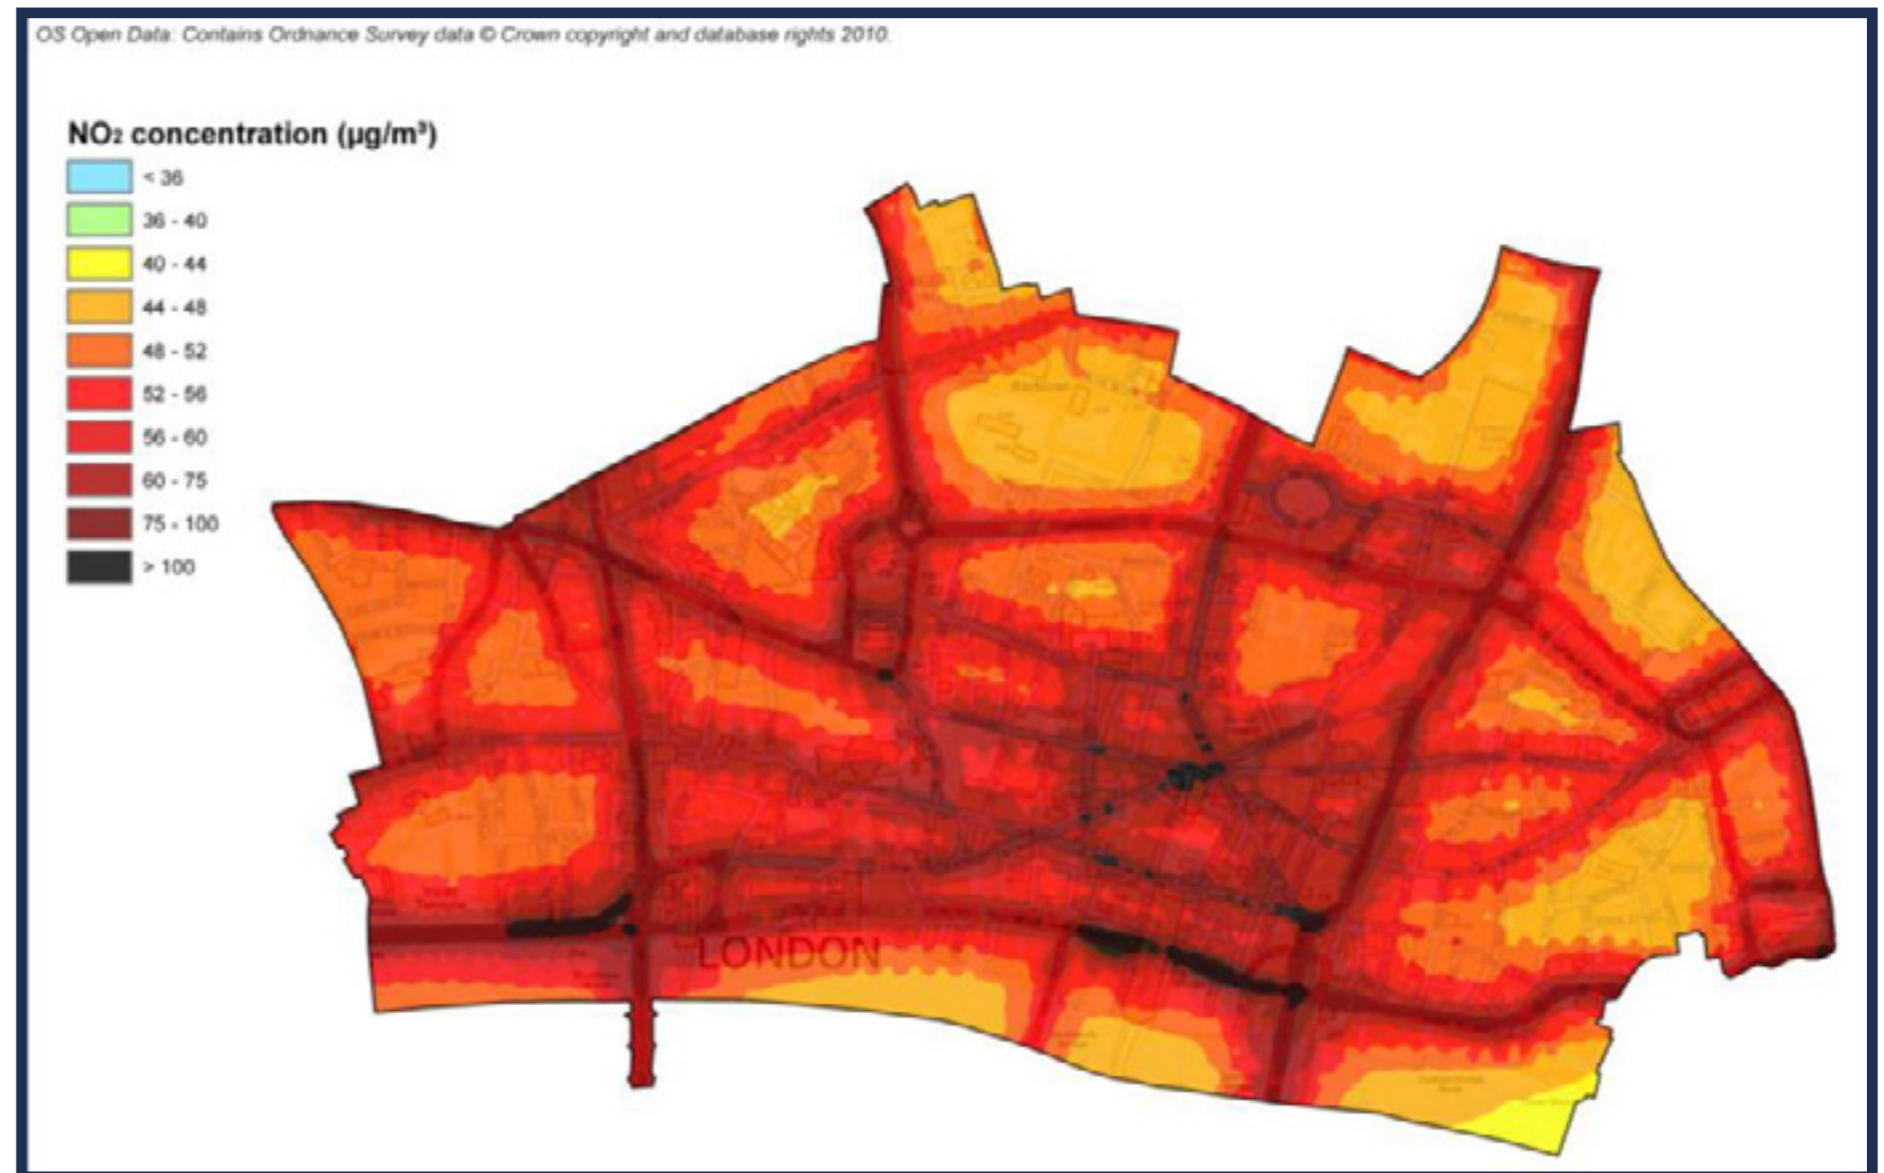 OS Open Data: Contains Ordnance Survey data © Crown copyright and database rights 2010.
NO₂ concentration (µg/m³)
< 36
36 - 40
40 - 44
44 - 48
48 - 52
52 - 56
56 - 60
60 - 75
75 - 100
> 100
LONDON